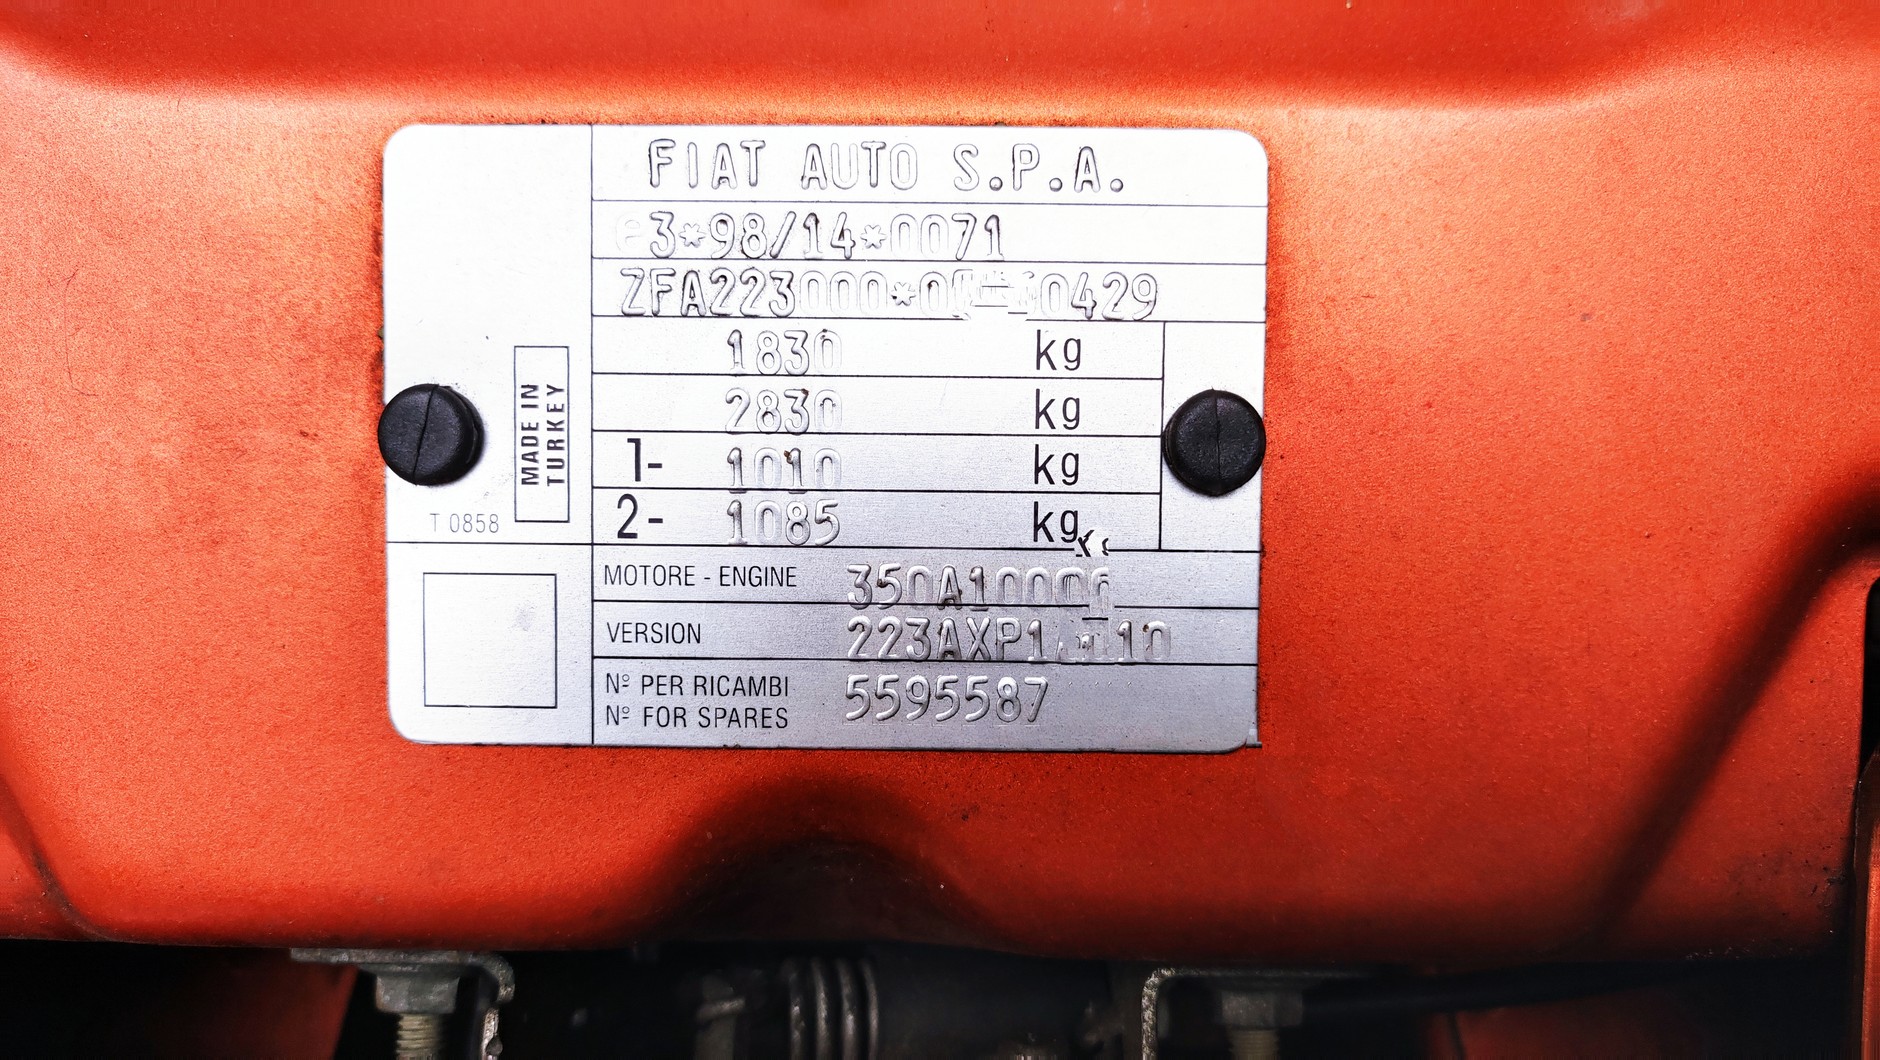 FIAT AUTO S.P.A.
e3*98/14*0071
1830 kg
2830 kg
1- 1010 kg
2- 1085 kg
MADE IN
TURKEY
T 0858
MOTORE - ENGINE
VERSION
Nº PER RICAMBI
Nº FOR SPARES
5595587